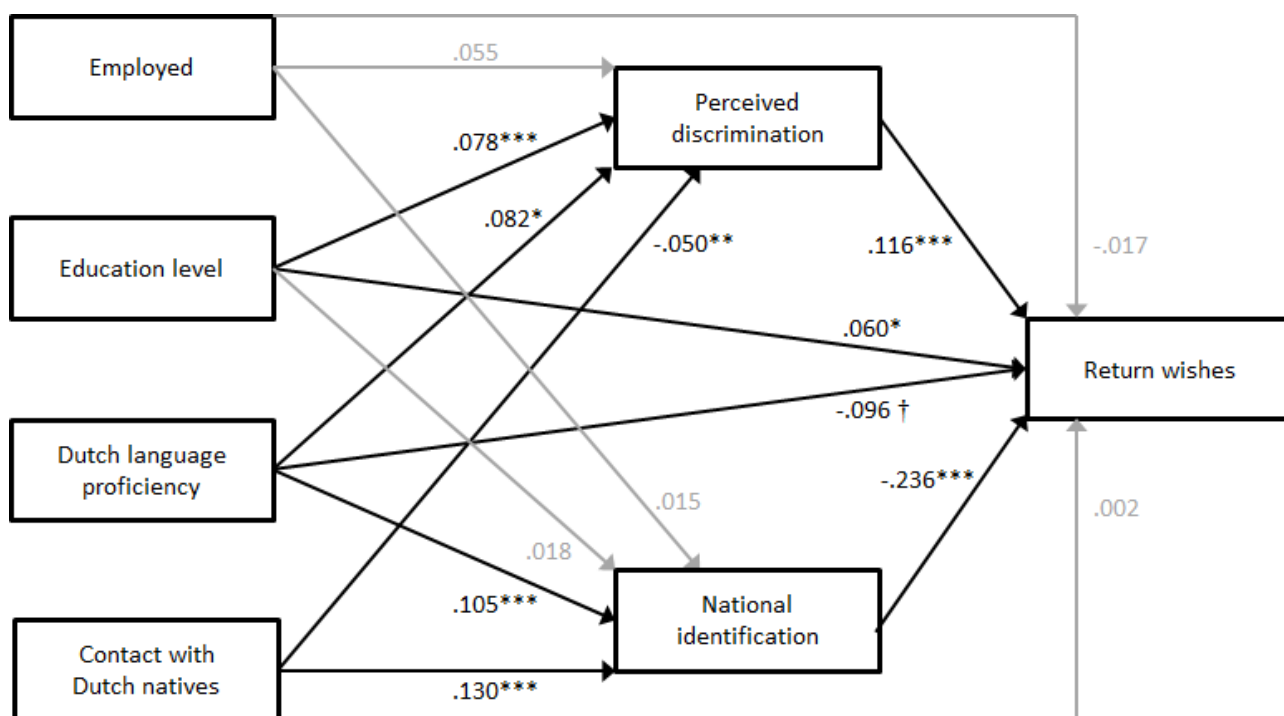 Employed
.055
Perceived
discrimination
.078***
.082*
-.050**
.116***
-.017
Education level
.060*
Return wishes
-.096 †
Dutch language
proficiency
-.236***
.015
.002
.018
.105***
National
identification
Contact with
Dutch natives
.130***